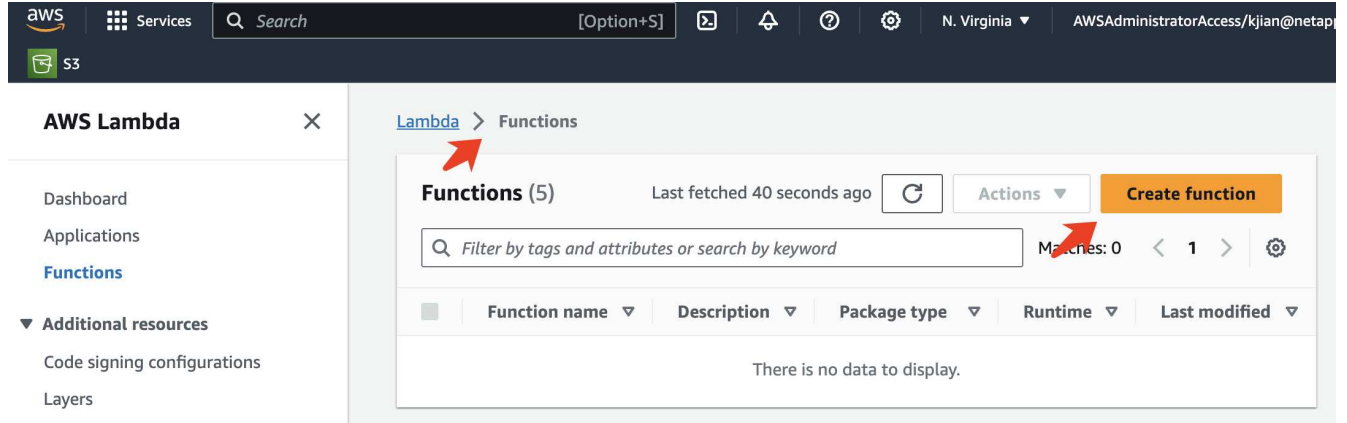 aws Services Search [Option+S] N. Virginia AWSAdministratorAccess/kjian@netapp
S3
AWS Lambda
Lambda > Functions
Functions (5) Last fetched 40 seconds ago Actions Create function
Dashboard
Applications
Filter by tags and attributes or search by keyword Matches: 0 < 1 >
Functions
Function name Description Package type Runtime Last modified
Additional resources
Code signing configurations
There is no data to display.
Layers